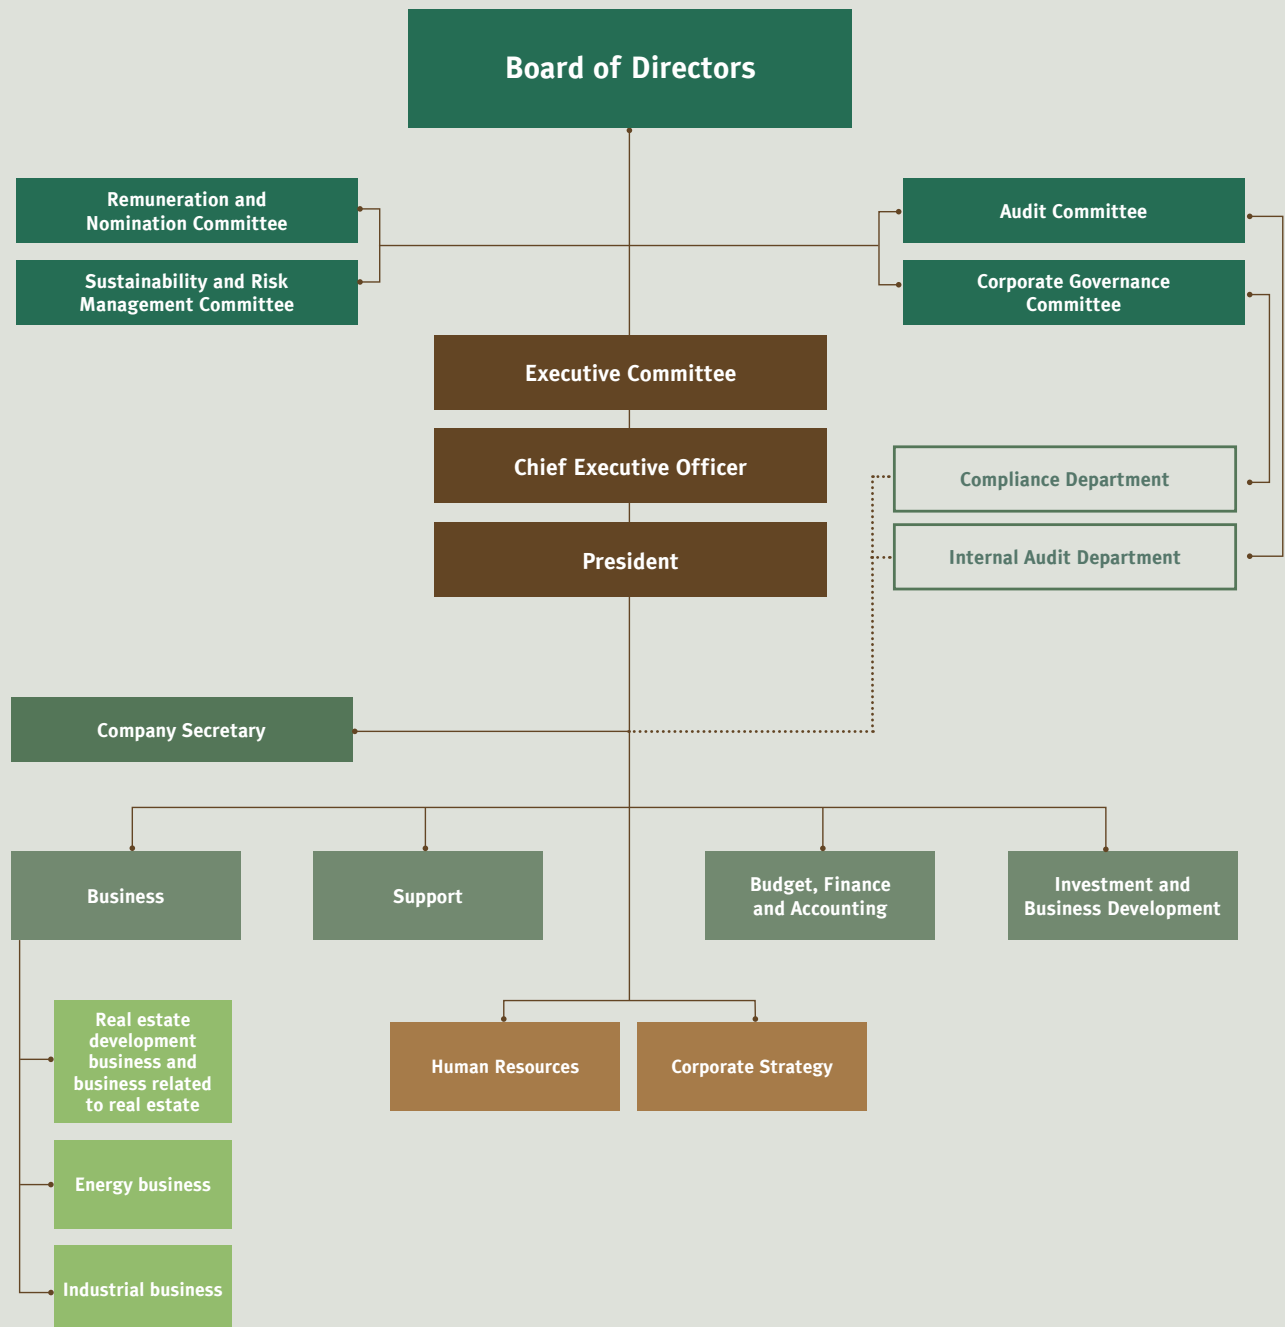 Board of Directors
Remuneration and
Nomination Committee
Audit Committee
Sustainability and Risk
Management Committee
Corporate Governance
Committee
Executive Committee
Chief Executive Officer
Compliance Department
President
Internal Audit Department
Company Secretary
Business
Support
Budget, Finance
and Accounting
Investment and
Business Development
Real estate
development
business and
business related
to real estate
Human Resources
Corporate Strategy
Energy business
Industrial business